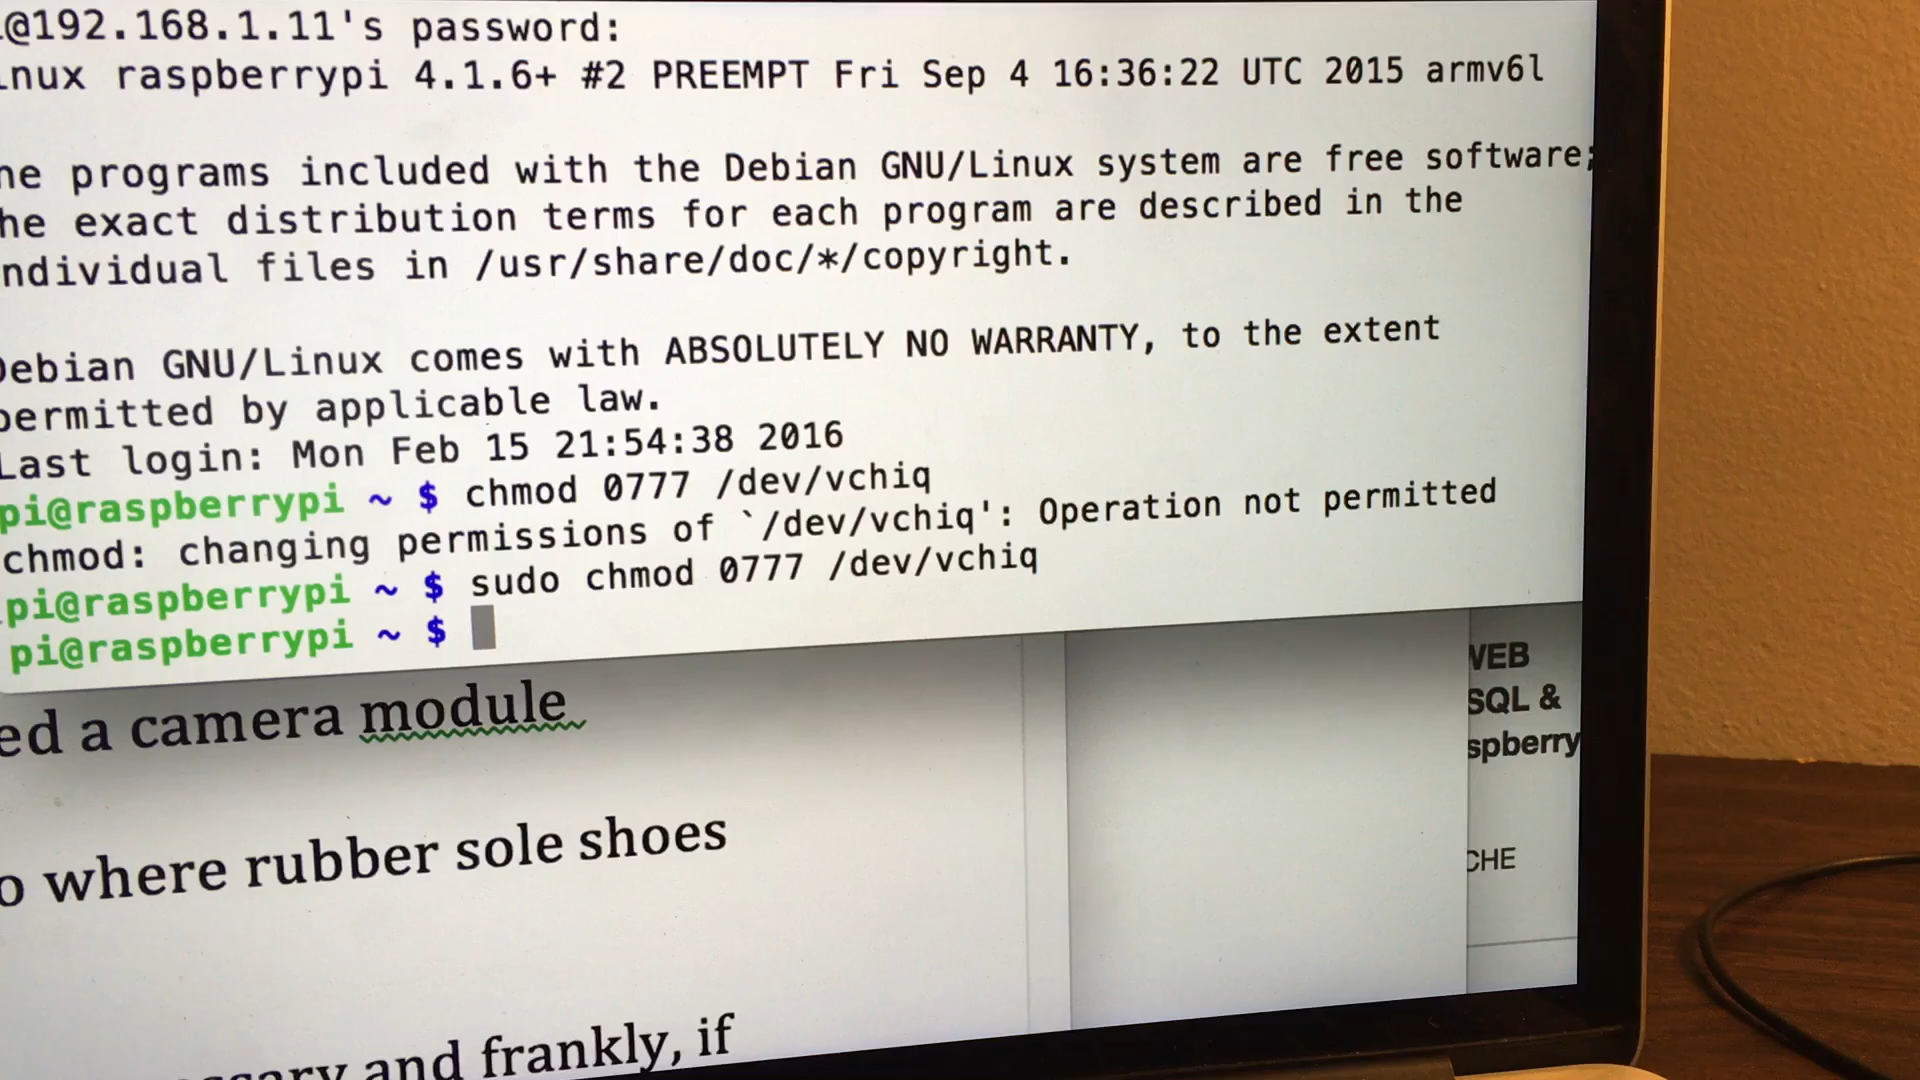 @192.168.1.11's password:
nux raspberrypi 4.1.6+ #2 PREEMPT Fri Sep 4 16:36:22 UTC 2015 armv6l
he programs included with the Debian GNU/Linux system are free software;
he exact distribution terms for each program are described in the
ndividual files in /usr/share/doc/*/copyright.
Debian GNU/Linux comes with ABSOLUTELY NO WARRANTY, to the extent
permitted by applicable law.
Last login: Mon Feb 15 21:54:38 2016
pi@raspberrypi ~ $ chmod 0777 /dev/vchiq
chmod: changing permissions of `/dev/vchiq': Operation not permitted
pi@raspberrypi ~ $ sudo chmod 0777 /dev/vchiq
pi@raspberrypi ~ $
ed a camera module
o where rubber sole shoes
and frankly, if
WEB
SQL &
spberry
CHE